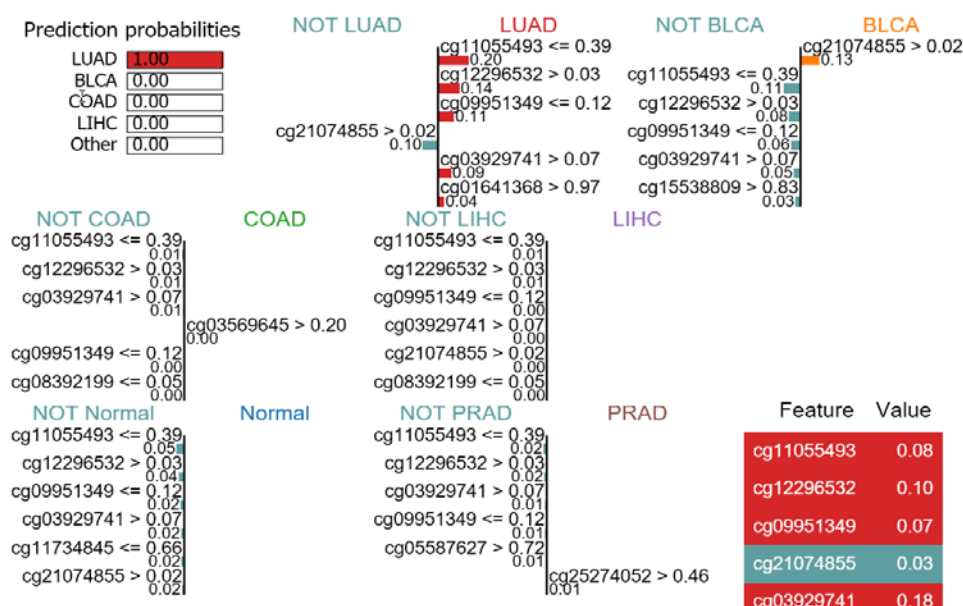 Prediction probabilities
LUAD 1.00
BLCA 0.00
COAD 0.00
LIHC 0.00
Other 0.00
NOT LUAD LUAD
cg11055493 <= 0.39
0.20
cg12296532 > 0.03
0.14
cg09951349 <= 0.12
0.11
cg21074855 > 0.02
0.10
cg03929741 > 0.07
0.09
cg01641368 > 0.97
0.04
NOT BLCA BLCA
cg21074855 > 0.02
0.13
cg11055493 <= 0.39
0.11
cg12296532 > 0.03
0.08
cg09951349 <= 0.12
0.06
cg03929741 > 0.07
0.05
cg15538809 > 0.83
0.03
NOT COAD COAD
cg11055493 <= 0.39
0.01
cg12296532 > 0.03
0.01
cg03929741 > 0.07
0.01
cg03569645 > 0.20
0.00
cg09951349 <= 0.12
0.00
cg08392199 <= 0.05
0.00
NOT LIHC LIHC
cg11055493 <= 0.39
0.01
cg12296532 > 0.03
0.01
cg09951349 <= 0.12
0.00
cg03929741 > 0.07
0.00
cg21074855 > 0.02
0.00
cg08392199 <= 0.05
0.00
NOT Normal Normal
cg11055493 <= 0.39
0.05
cg12296532 > 0.03
0.04
cg09951349 <= 0.12
0.02
cg03929741 > 0.07
0.02
cg11734845 <= 0.66
0.02
cg21074855 > 0.02
0.02
NOT PRAD PRAD
cg11055493 <= 0.39
0.02
cg12296532 > 0.03
0.02
cg03929741 > 0.07
0.01
cg09951349 <= 0.12
0.01
cg05587627 > 0.72
0.01
cg25274052 > 0.46
0.01
Feature Value
cg11055493 0.08
cg12296532 0.10
cg09951349 0.07
cg21074855 0.03
cg03929741 0.18